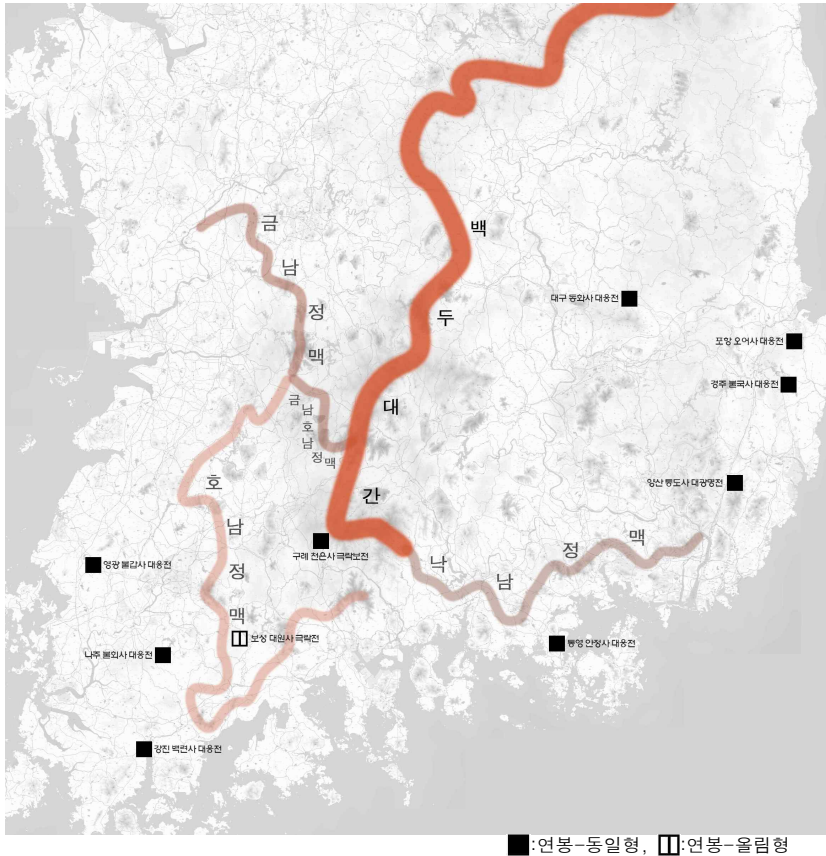 백두대간
금남정맥
금남호남정맥
호남정맥
낙남정맥
대구 동화사 대웅전
포항 오어사 대웅전
경주 불국사 대웅전
양산 통도사 대광명전
구례 천은사 극락보전
영광 불갑사 대웅전
보성 대원사 극락전
나주 불회사 대웅전
통영 안정사 대웅전
강진 백련사 대웅전
:연봉-동일형, :연봉-올림형